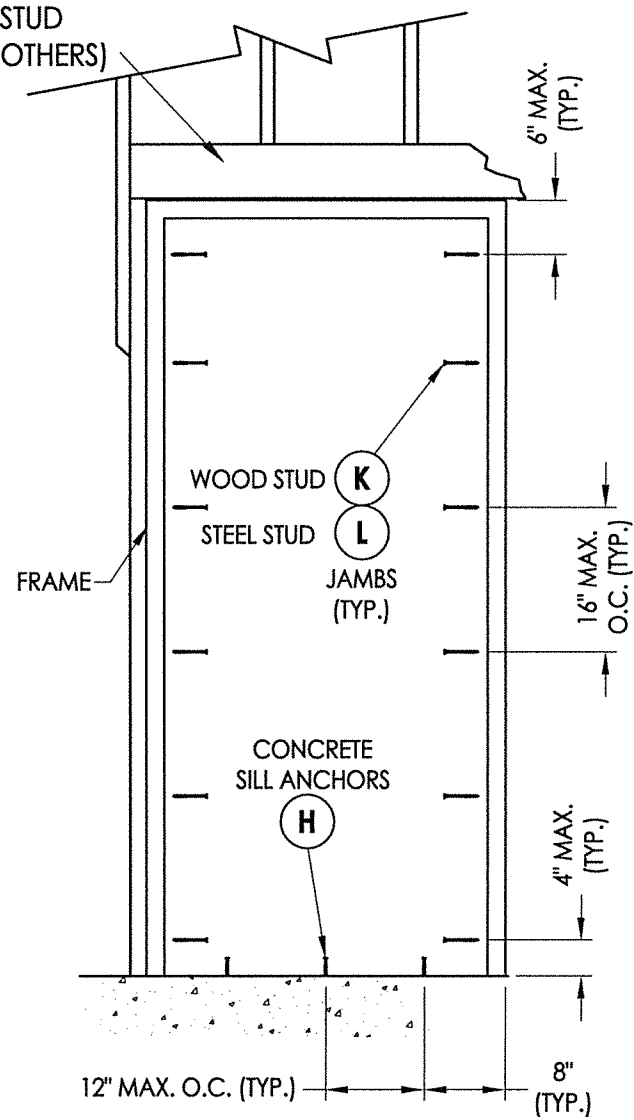 STUD
OTHERS)
6" MAX.
(TYP.)
WOOD STUD K
STEEL STUD L
JAMBS
(TYP.)
FRAME
16" MAX.
O.C. (TYP.)
CONCRETE
SILL ANCHORS
H
4" MAX.
(TYP.)
12" MAX. O.C. (TYP.)
8"
(TYP.)